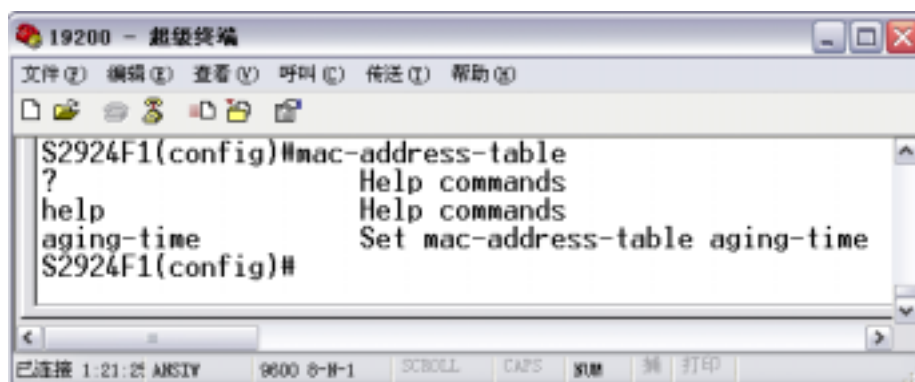 19200 - 超级终端
文件(F) 编辑(E) 查看(V) 呼叫(C) 传送(T) 帮助(H)
S2924F1(config)#mac-address-table
? Help commands
help Help commands
aging-time Set mac-address-table aging-time
S2924F1(config)#
已连接 1:21:25 ANSIW 9600 8-N-1 SCROLL CAPS NUM 捕 打印